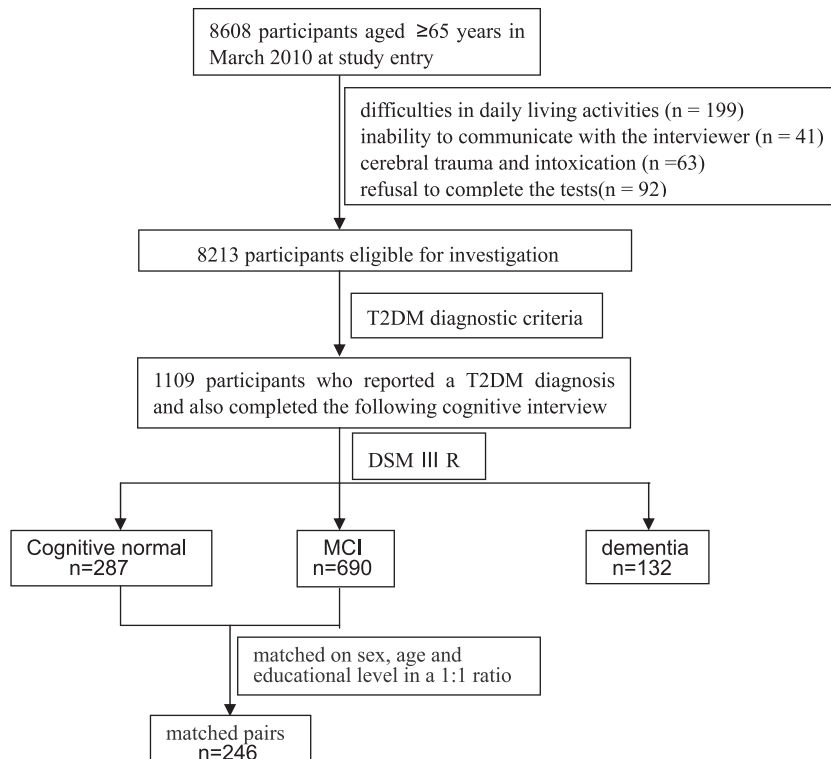 8608 participants aged ≥65 years in
March 2010 at study entry
difficulties in daily living activities (n = 199)
inability to communicate with the interviewer (n = 41)
cerebral trauma and intoxication (n =63)
refusal to complete the tests(n = 92)
8213 participants eligible for investigation
T2DM diagnostic criteria
1109 participants who reported a T2DM diagnosis
and also completed the following cognitive interview
DSM III R
Cognitive normal
n=287
MCI
n=690
dementia
n=132
matched on sex, age and
educational level in a 1:1 ratio
matched pairs
n=246